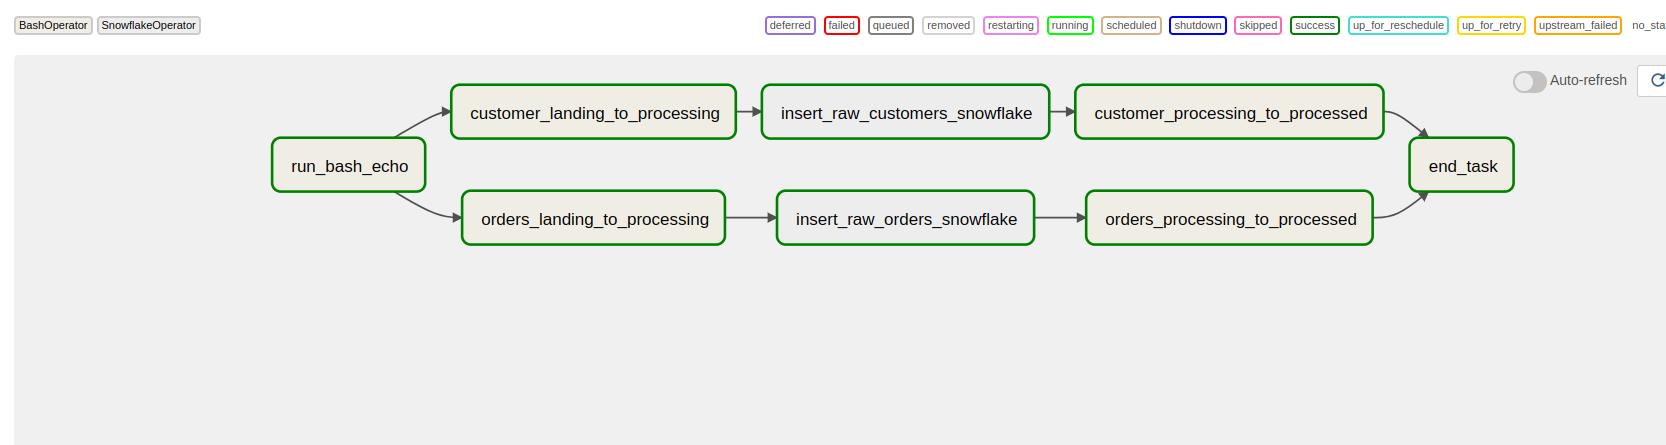 BashOperator SnowflakeOperator deferred failed queued removed restarting running scheduled shutdown skipped success up_for_reschedule up_for_retry upstream_failed no_sta
Auto-refresh
customer_landing_to_processing insert_raw_customers_snowflake customer_processing_to_processed
run_bash_echo end_task
orders_landing_to_processing insert_raw_orders_snowflake orders_processing_to_processed